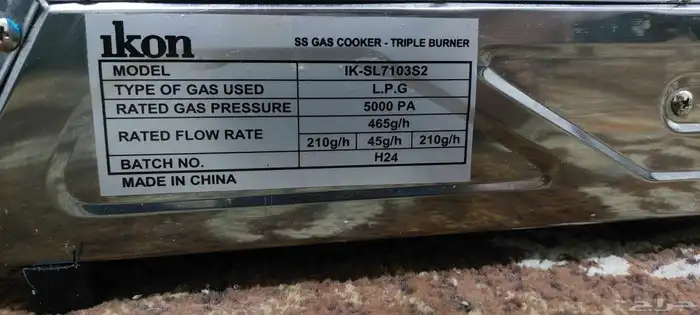 ikon SS GAS COOKER - TRIPLE BURNER
MODEL IK-SL7103S2
TYPE OF GAS USED L.P.G
RATED GAS PRESSURE 5000 PA
RATED FLOW RATE 465g/h
210g/h 45g/h 210g/h
BATCH NO. H24
MADE IN CHINA
حراج